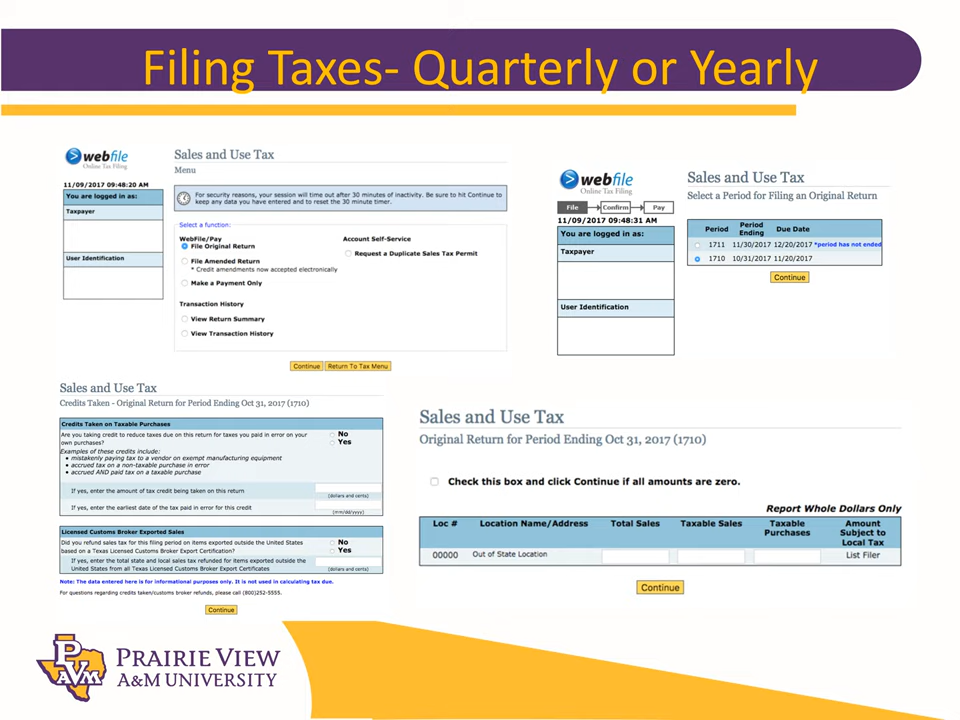 Filing Taxes- Quarterly or Yearly
webfile
Online Tax Filing
11/09/2017 09:48:20 AM
You are logged in as:
Taxpayer
User Identification
Sales and Use Tax
Menu
For security reasons, your session will time out after 30 minutes of inactivity. Be sure to hit Continue to
keep any data you have entered and to reset the 30 minute timer.
Select a function:
WebFile/Pay
File Original Return
File Amended Return
* Credit amendments now accepted electronically
Make a Payment Only
Transaction History
View Return Summary
View Transaction History
Account Self-Service
Request a Duplicate Sales Tax Permit
Continue
Return To Tax Menu
webfile
Online Tax Filing
File
Confirm
Pay
11/09/2017 09:48:31 AM
You are logged in as:
Taxpayer
User Identification
Sales and Use Tax
Select a Period for Filing an Original Return
Period Period Ending Due Date
1711 11/30/2017 12/20/2017 *period has not ended
1710 10/31/2017 11/20/2017
Continue
Sales and Use Tax
Credits Taken - Original Return for Period Ending Oct 31, 2017 (1710)
Credits Taken on Taxable Purchases
Are you taking credit to reduce taxes due on this return for taxes you paid in error on your
own purchases?
No
Yes
Examples of these credits include:
• mistakenly paying tax to a vendor on exempt manufacturing equipment
• accrued tax on a non-taxable purchase in error
• accrued AND paid tax on a taxable purchase
If yes, enter the amount of tax credit being taken on this return
(dollars and cents)
If yes, enter the earliest date of the tax paid in error for this credit
(mm/dd/yyyy)
Licensed Customs Broker Exported Sales
Did you refund sales tax for this filing period on items exported outside the United States
based on a Texas Licensed Customs Broker Export Certification?
No
Yes
If yes, enter the total state and local sales tax refunded for items exported outside the
United States from all Texas Licensed Customs Broker Export Certificates
(dollars and cents)
Note: The data entered here is for informational purposes only. It is not used in calculating tax due.
For questions regarding credits taken/customs broker refunds, please call (800)252-5555.
Continue
Sales and Use Tax
Original Return for Period Ending Oct 31, 2017 (1710)
Check this box and click Continue if all amounts are zero.
Report Whole Dollars Only
Loc # Location Name/Address Total Sales Taxable Sales Taxable Purchases Amount Subject to Local Tax
00000 Out of State Location List Filer
Continue
PV
AMU
PRAIRIE VIEW
A&M UNIVERSITY